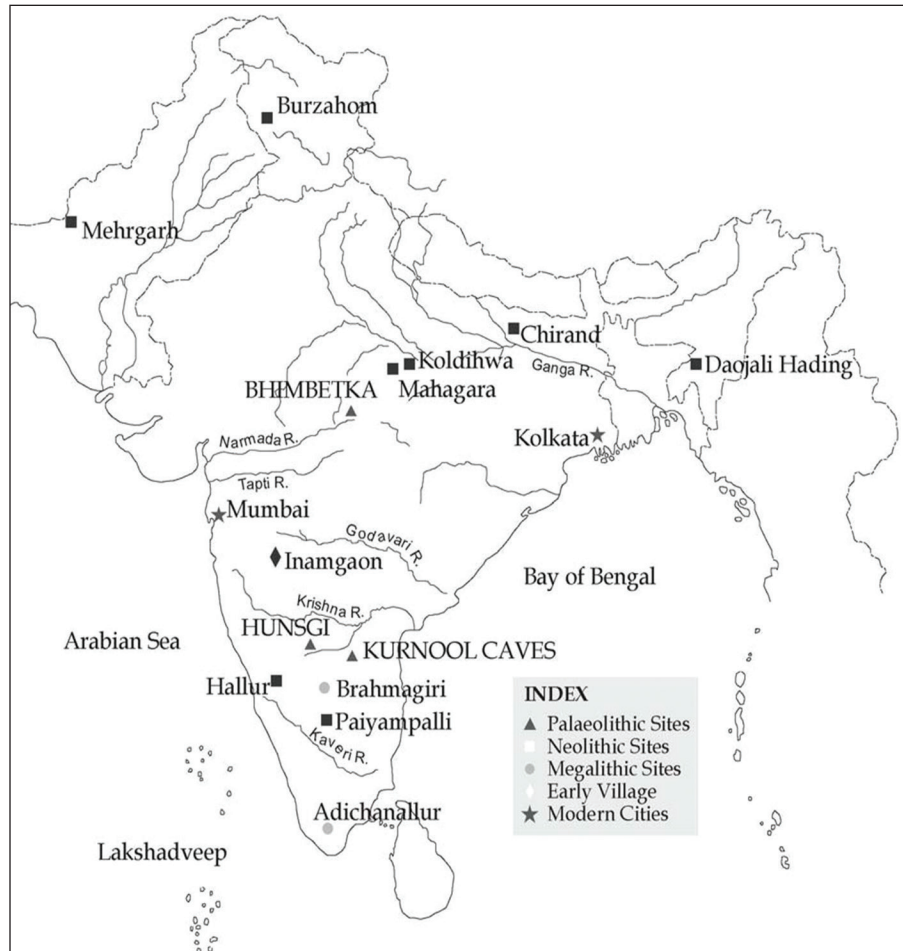 Burzahom
Mehrgarh
Chirand
Koldihwa
Ganga R.
Daojali Hading
BHIMBETKA
Mahagara
Kolkata
Narmada R.
Tapti R.
Mumbai
Godavari R.
Inamgaon
Bay of Bengal
Krishna R.
HUNSGI
Arabian Sea
KURNOOL CAVES
Hallur
Brahmagiri
Paiyampalli
Kaveri R.
Adichanallur
Lakshadveep
INDEX
Palaeolithic Sites
Neolithic Sites
Megalithic Sites
Early Village
Modern Cities